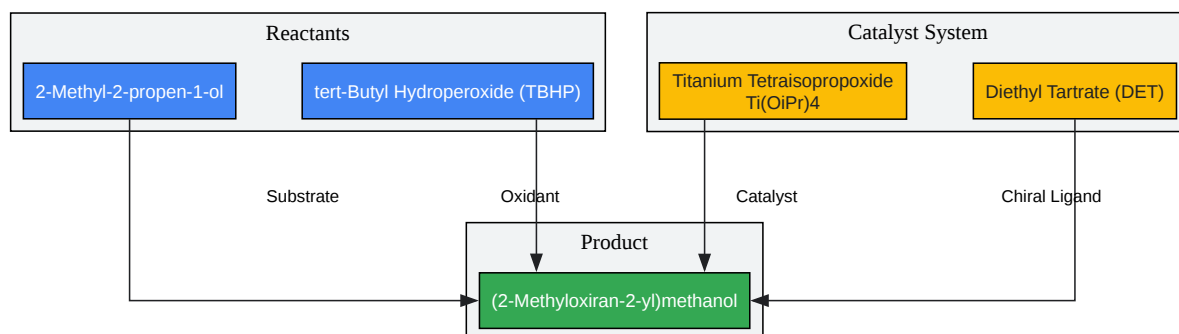 Reactants
Catalyst System
2-Methyl-2-propen-1-ol
tert-Butyl Hydroperoxide (TBHP)
Titanium Tetraisopropoxide
Ti(OiPr)4
Diethyl Tartrate (DET)
Substrate
Oxidant
Catalyst
Chiral Ligand
Product
(2-Methyloxiran-2-yl)methanol